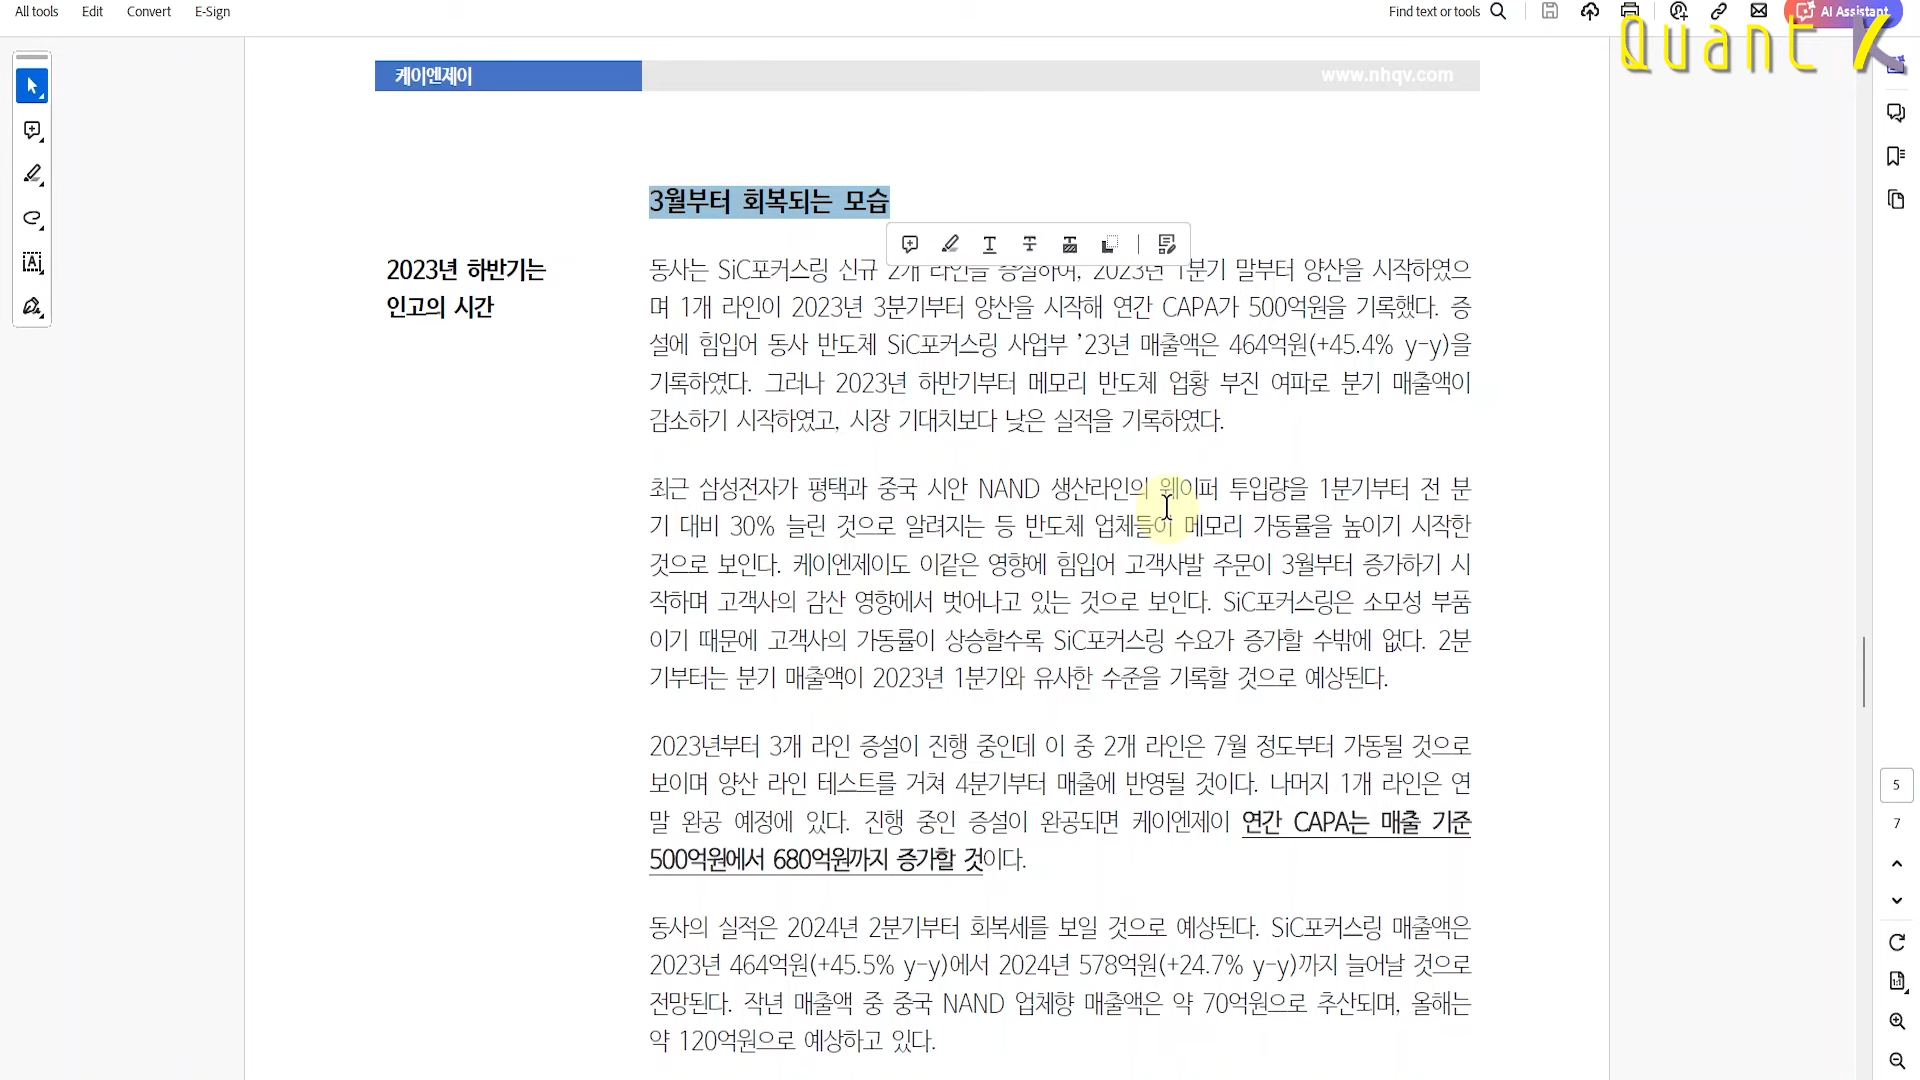 All tools Edit Convert E-Sign Find text or tools AI Assistant
Quant K
케이엔제이 www.nhqv.com
3월부터 회복되는 모습
2023년 하반기는
인고의 시간
동사는 SiC포커스링 신규 2개 라인을 증설하여, 2023년 1분기 말부터 양산을 시작하였으
며 1개 라인이 2023년 3분기부터 양산을 시작해 연간 CAPA가 500억원을 기록했다. 증
설에 힘입어 동사 반도체 SiC포커스링 사업부 ’23년 매출액은 464억원(+45.4% y-y)을
기록하였다. 그러나 2023년 하반기부터 메모리 반도체 업황 부진 여파로 분기 매출액이
감소하기 시작하였고, 시장 기대치보다 낮은 실적을 기록하였다.
최근 삼성전자가 평택과 중국 시안 NAND 생산라인의 웨이퍼 투입량을 1분기부터 전 분
기 대비 30% 늘린 것으로 알려지는 등 반도체 업체들이 메모리 가동률을 높이기 시작한
것으로 보인다. 케이엔제이도 이같은 영향에 힘입어 고객사발 주문이 3월부터 증가하기 시
작하며 고객사의 감산 영향에서 벗어나고 있는 것으로 보인다. SiC포커스링은 소모성 부품
이기 때문에 고객사의 가동률이 상승할수록 SiC포커스링 수요가 증가할 수밖에 없다. 2분
기부터는 분기 매출액이 2023년 1분기와 유사한 수준을 기록할 것으로 예상된다.
2023년부터 3개 라인 증설이 진행 중인데 이 중 2개 라인은 7월 정도부터 가동될 것으로
보이며 양산 라인 테스트를 거쳐 4분기부터 매출에 반영될 것이다. 나머지 1개 라인은 연
말 완공 예정에 있다. 진행 중인 증설이 완공되면 케이엔제이 연간 CAPA는 매출 기준
500억원에서 680억원까지 증가할 것이다.
동사의 실적은 2024년 2분기부터 회복세를 보일 것으로 예상된다. SiC포커스링 매출액은
2023년 464억원(+45.5% y-y)에서 2024년 578억원(+24.7% y-y)까지 늘어날 것으로
전망된다. 작년 매출액 중 중국 NAND 업체향 매출액은 약 70억원으로 추산되며, 올해는
약 120억원으로 예상하고 있다.
5
7